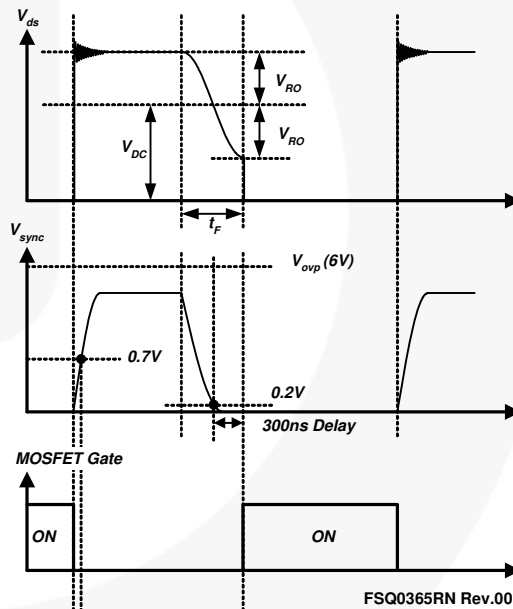 Vds
VRO
VRO
VDC
tF
Vsync
Vovp (6V)
0.7V
0.2V
300ns Delay
MOSFET Gate
ON
ON
FSQ0365RN Rev.00